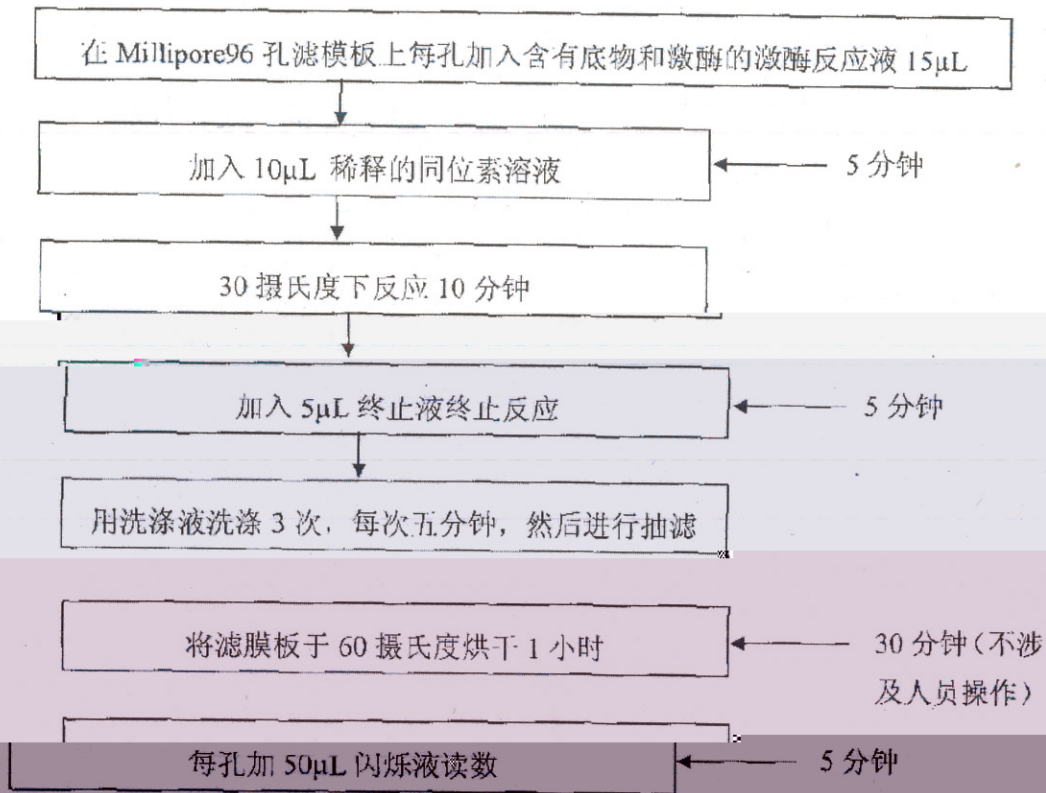 在 Millipore96 孔滤模板上每孔加入含有底物和激酶的激酶反应液 15μL
加入 10μL 稀释的同位素溶液
5 分钟
30 摄氏度下反应 10 分钟
加入 5μL 终止液终止反应
5 分钟
用洗涤液洗涤 3 次，每次五分钟，然后进行抽滤
将滤膜板于 60 摄氏度烘干 1 小时
30 分钟（不涉
及人员操作）
每孔加 50μL 闪烁液读数
5 分钟